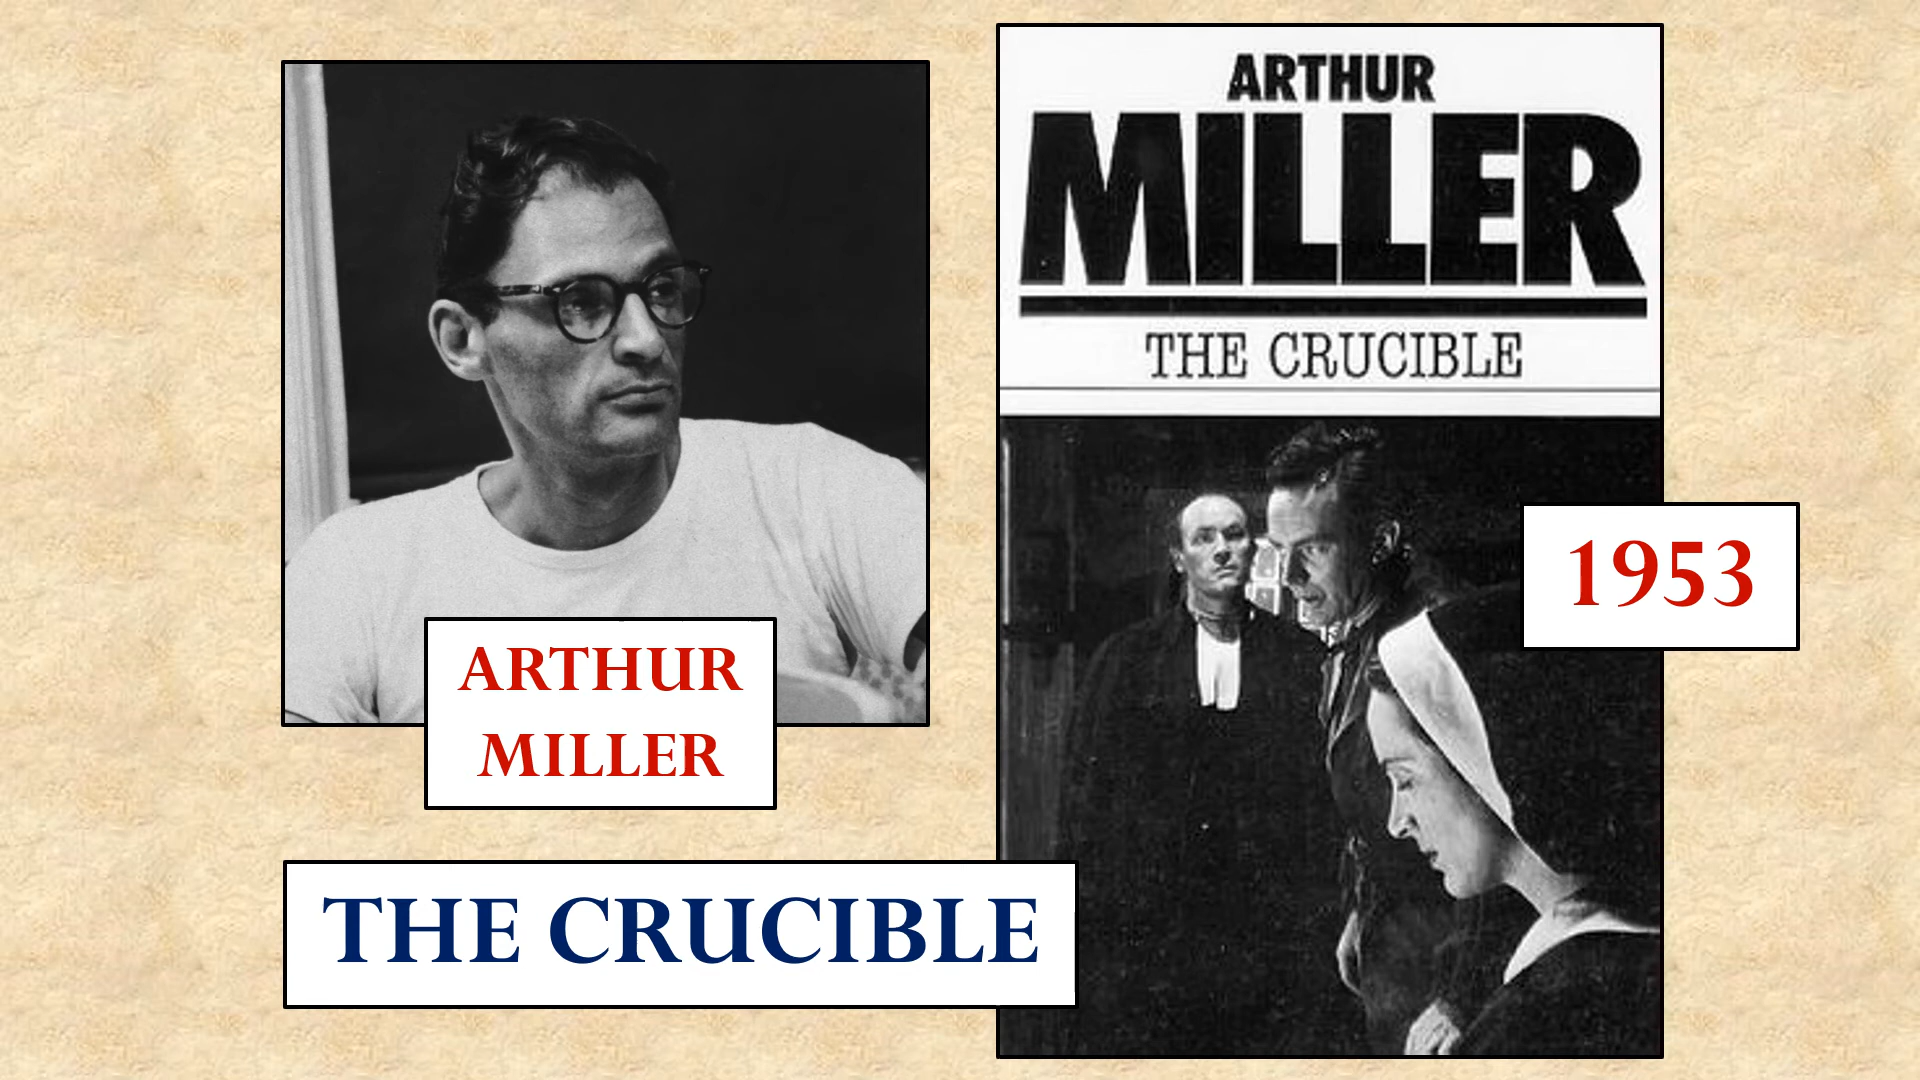 ARTHUR
MILLER
THE CRUCIBLE
ARTHUR
MILLER
THE CRUCIBLE
1953